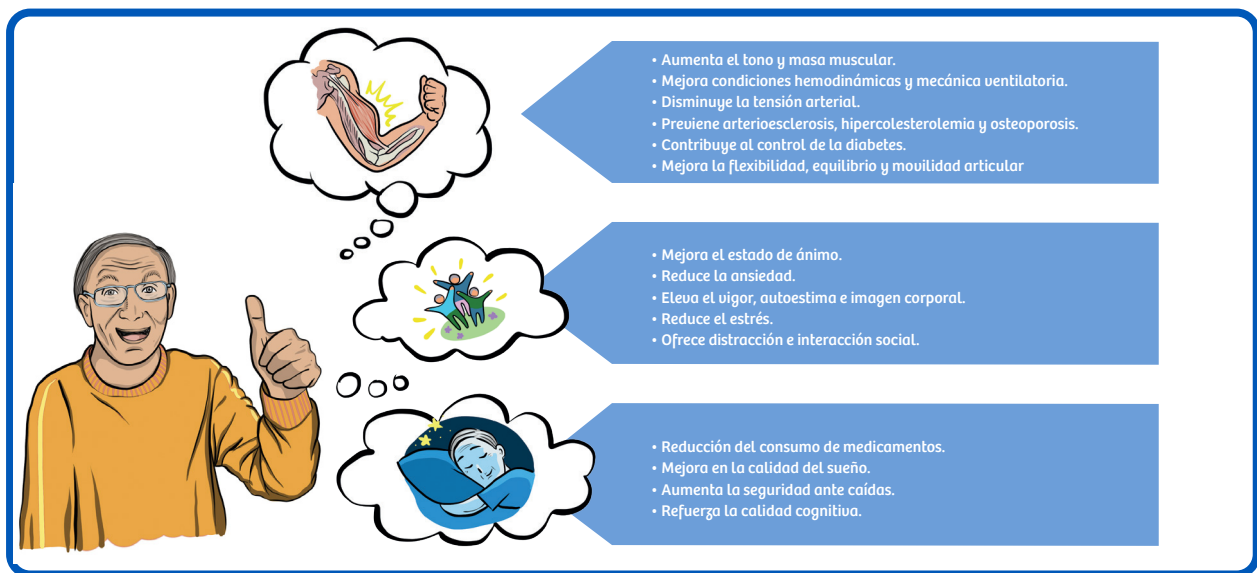 • Aumenta el tono y masa muscular.
• Mejora condiciones hemodinámicas y mecánica ventilatoria.
• Disminuye la tensión arterial.
• Previene arterioesclerosis, hipercolesterolemia y osteoporosis.
• Contribuye al control de la diabetes.
• Mejora la flexibilidad, equilibrio y movilidad articular
• Mejora el estado de ánimo.
• Reduce la ansiedad.
• Eleva el vigor, autoestima e imagen corporal.
• Reduce el estrés.
• Ofrece distracción e interacción social.
• Reducción del consumo de medicamentos.
• Mejora en la calidad del sueño.
• Aumenta la seguridad ante caídas.
• Refuerza la calidad cognitiva.